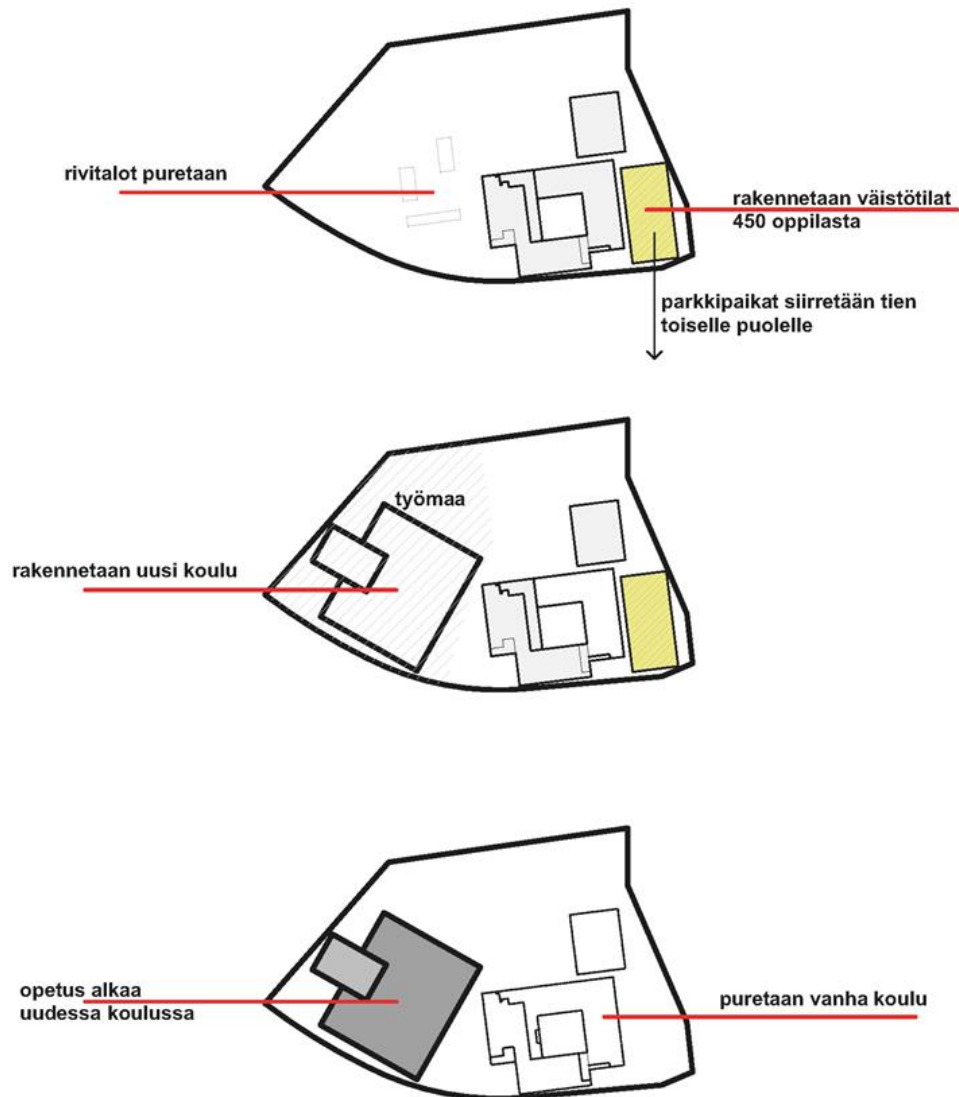 rivitalot puretaan
rakennetaan väistötilat
450 oppilasta
parkkipaikat siirretään tien
toiselle puolelle
työmaa
rakennetaan uusi koulu
opetus alkaa
uudessa koulussa
puretaan vanha koulu